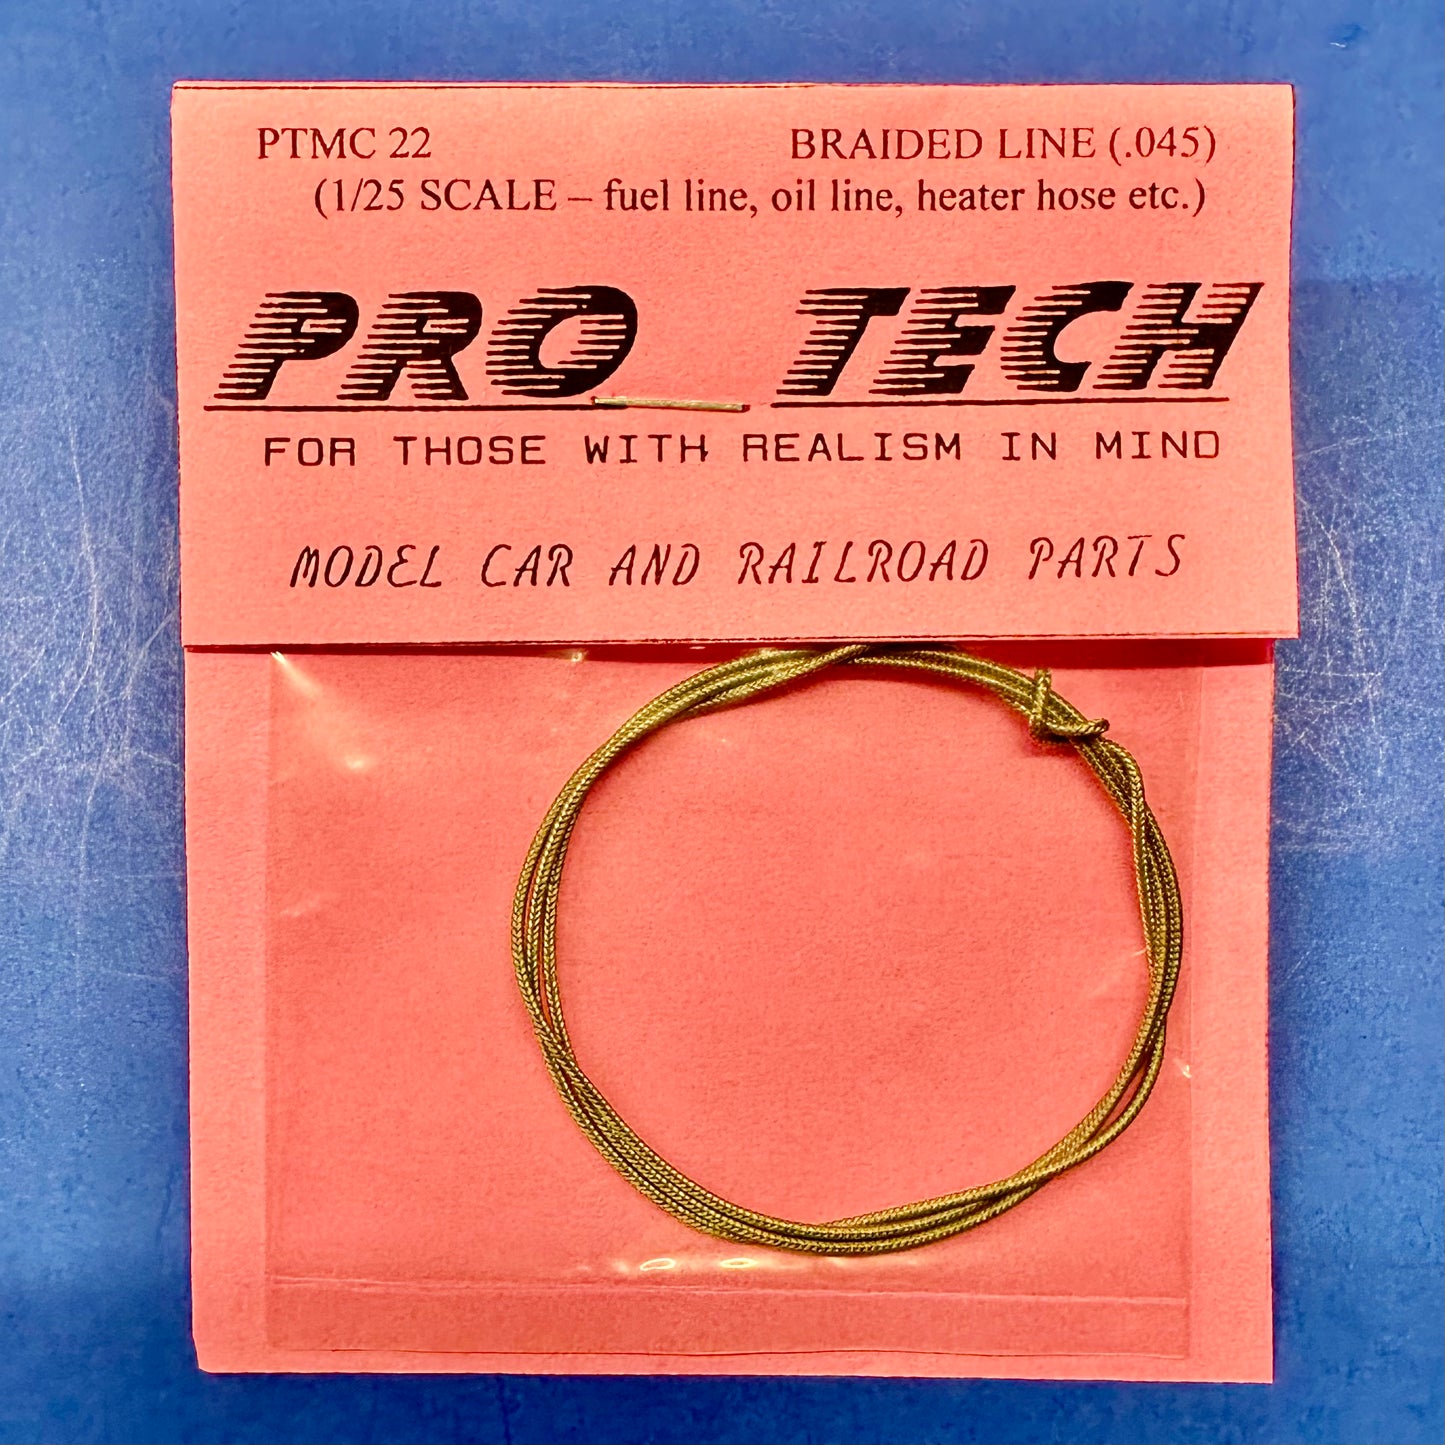 PTMC 22 BRAIDED LINE (.045)
(1/25 SCALE – fuel line, oil line, heater hose etc.)
PRO TECH
FOR THOSE WITH REALISM IN MIND
MODEL CAR AND RAILROAD PARTS